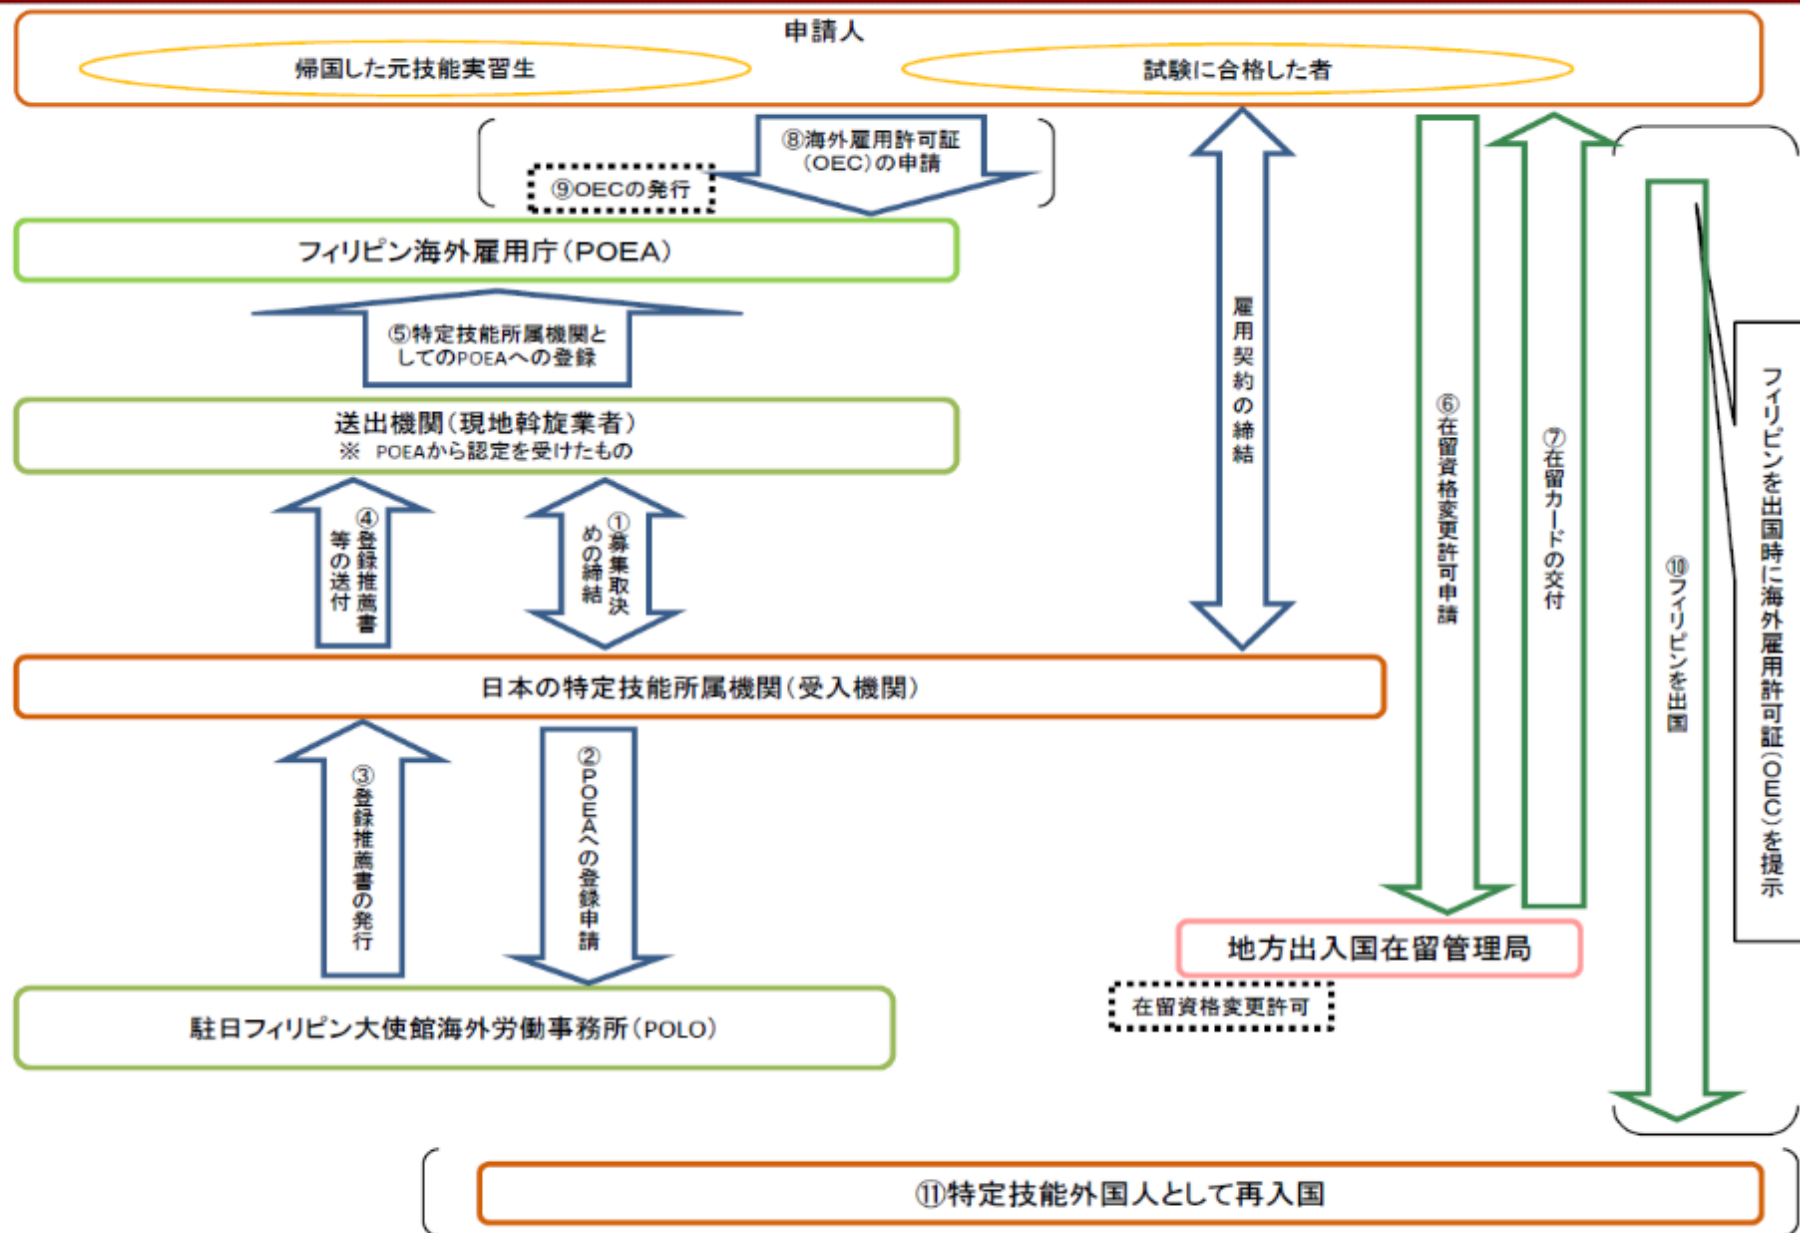 申請人
帰国した元技能実習生
試験に合格した者
⑧海外雇用許可証
(OEC)の申請
⑨OECの発行
フィリピン海外雇用庁(POEA)
⑤特定技能所属機関と
してのPOEAへの登録
送出機関(現地斡旋業者)
※ POEAから認定を受けたもの
④登録推薦書
等の送付
①募集取決
めの締結
雇用契約の締結
⑥在留資格変更許可申請
⑦在留カードの交付
⑩フィリピンを出国
フィリピンを出国時に海外雇用許可証(OEC)を提示
日本の特定技能所属機関(受入機関)
③登録推薦書の発行
②POEAへの登録申請
地方出入国在留管理局
在留資格変更許可
駐日フィリピン大使館海外労働事務所(POLO)
⑪特定技能外国人として再入国